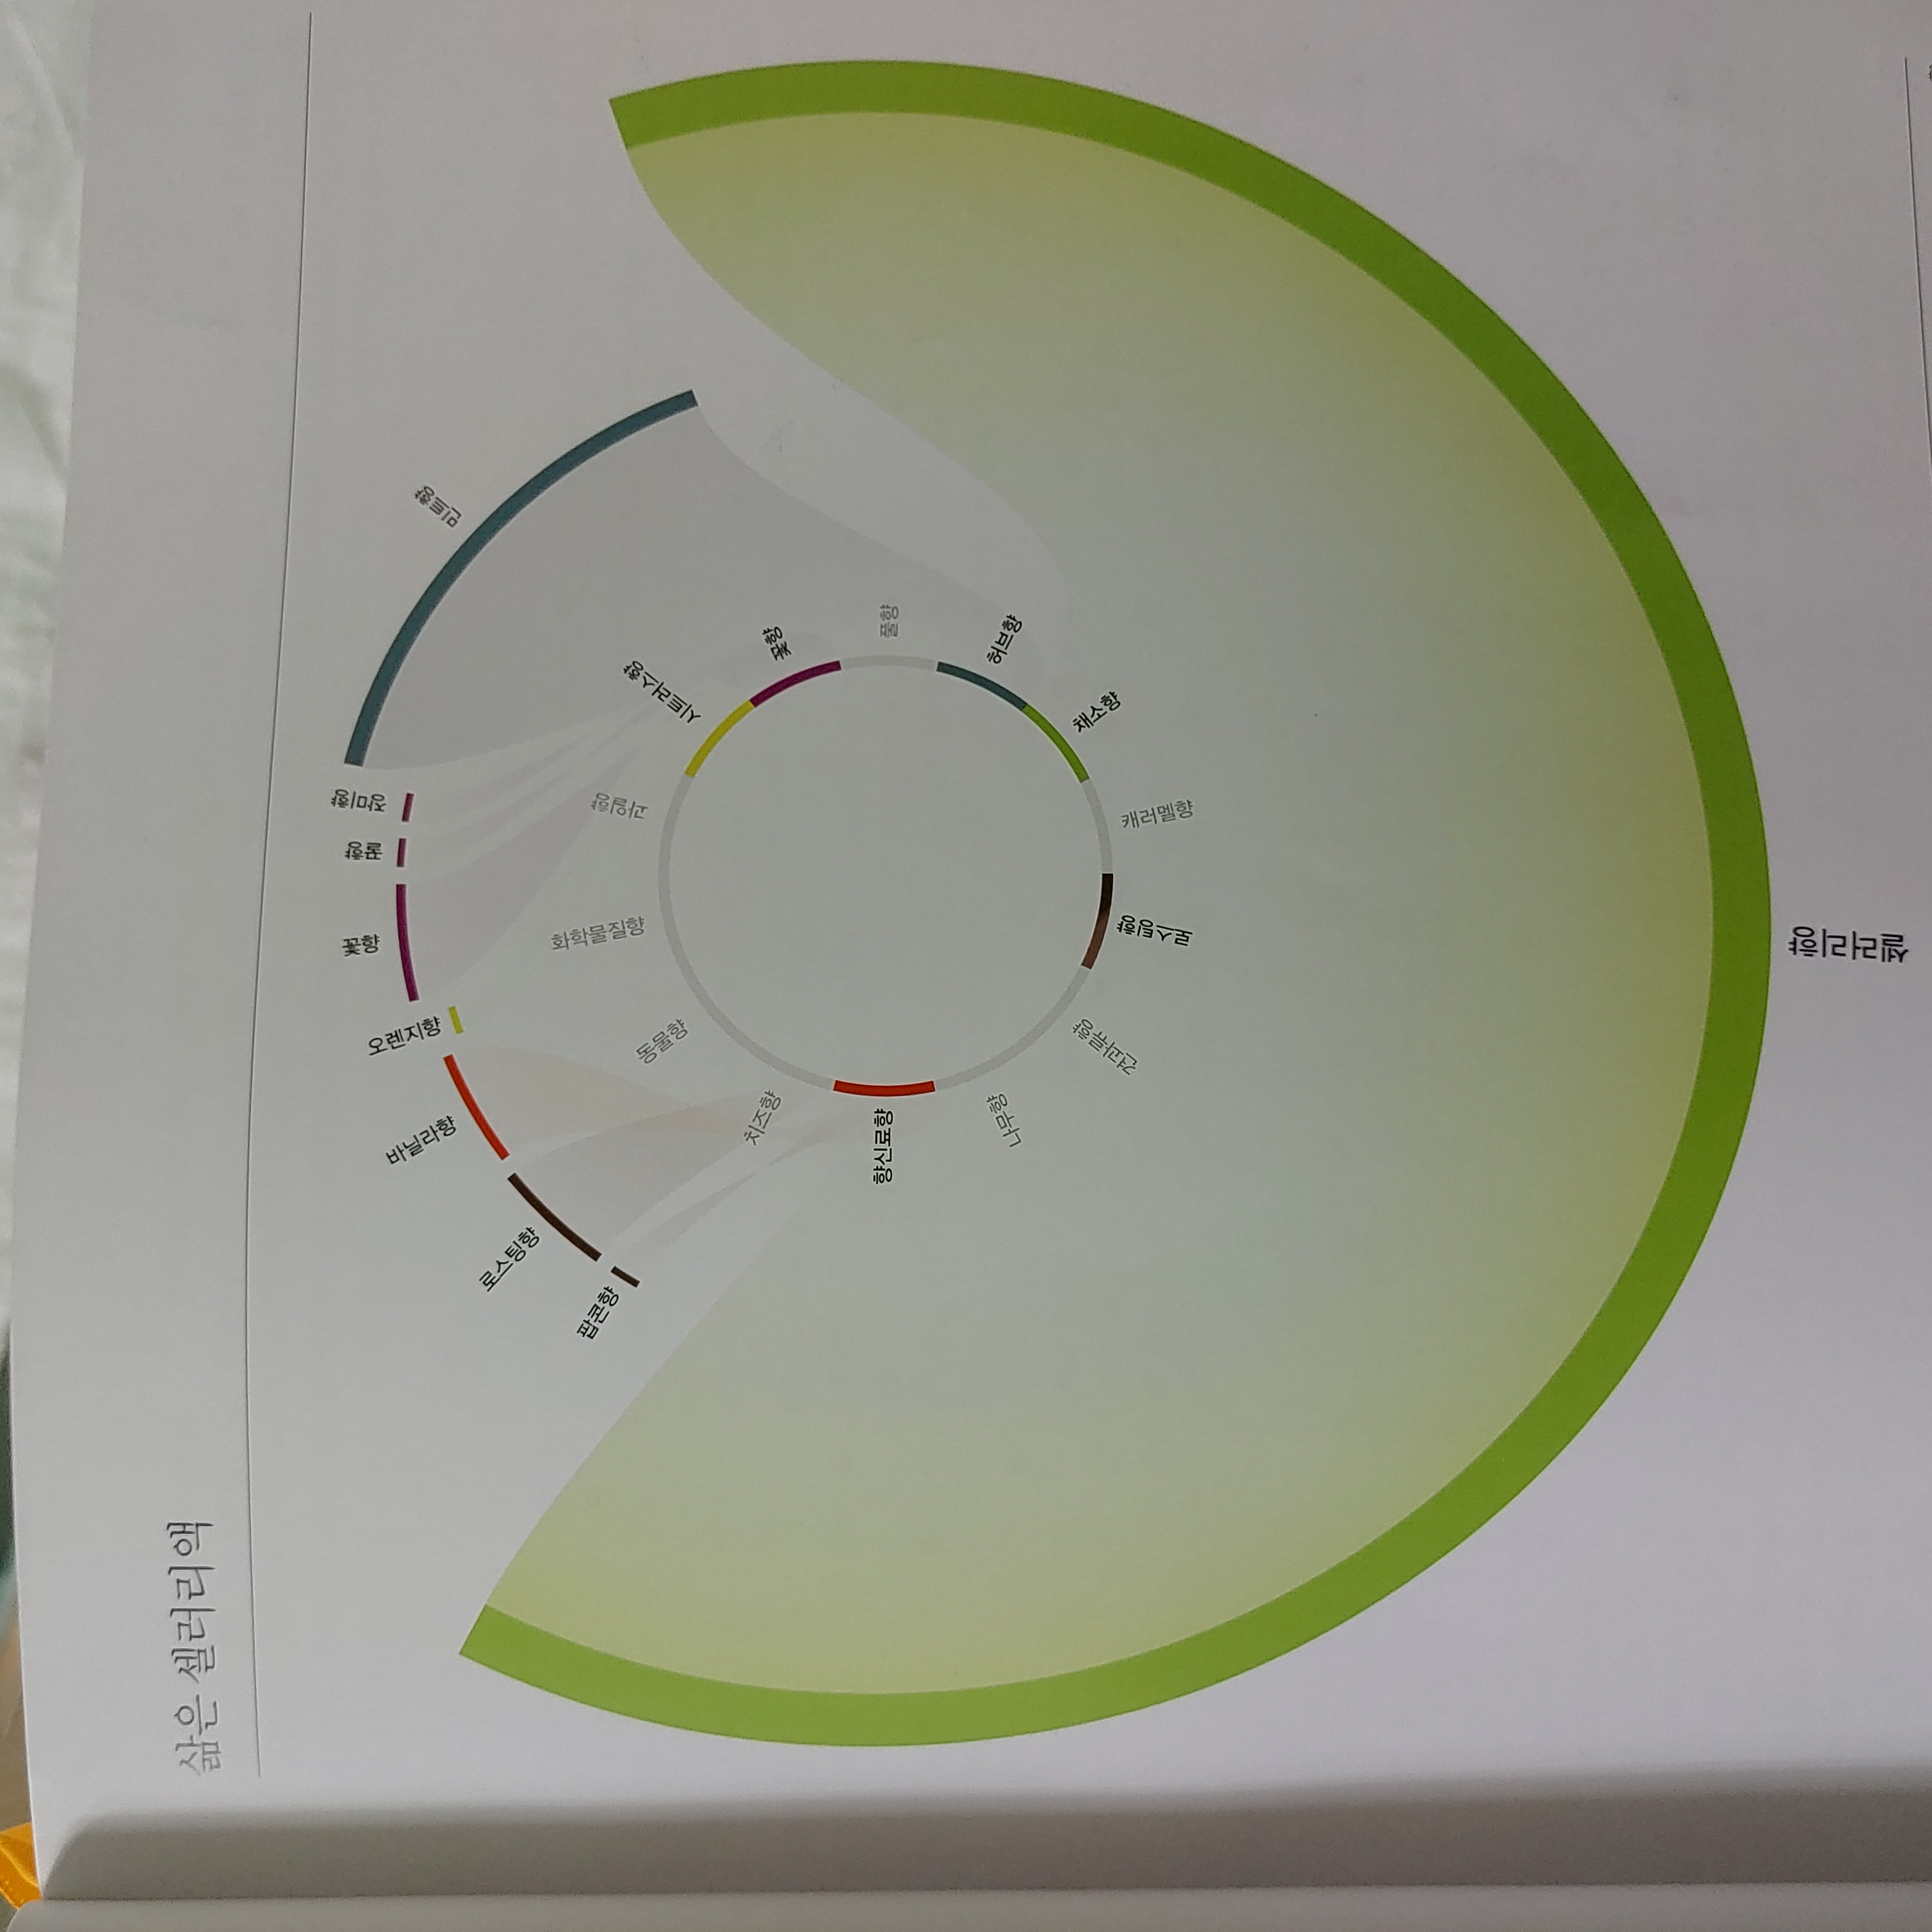 삶은 셀러리액
팝콘향
로스팅향
바닐라향
오렌지향
꽃향
꿀향
장미향
민트향
화학물질향
과일향
시트러스향
꽃향
풀향
허브향
채소향
캐러멜향
로스팅향
견과류향
나무향
향신료향
치즈향
동물향
셀러리향